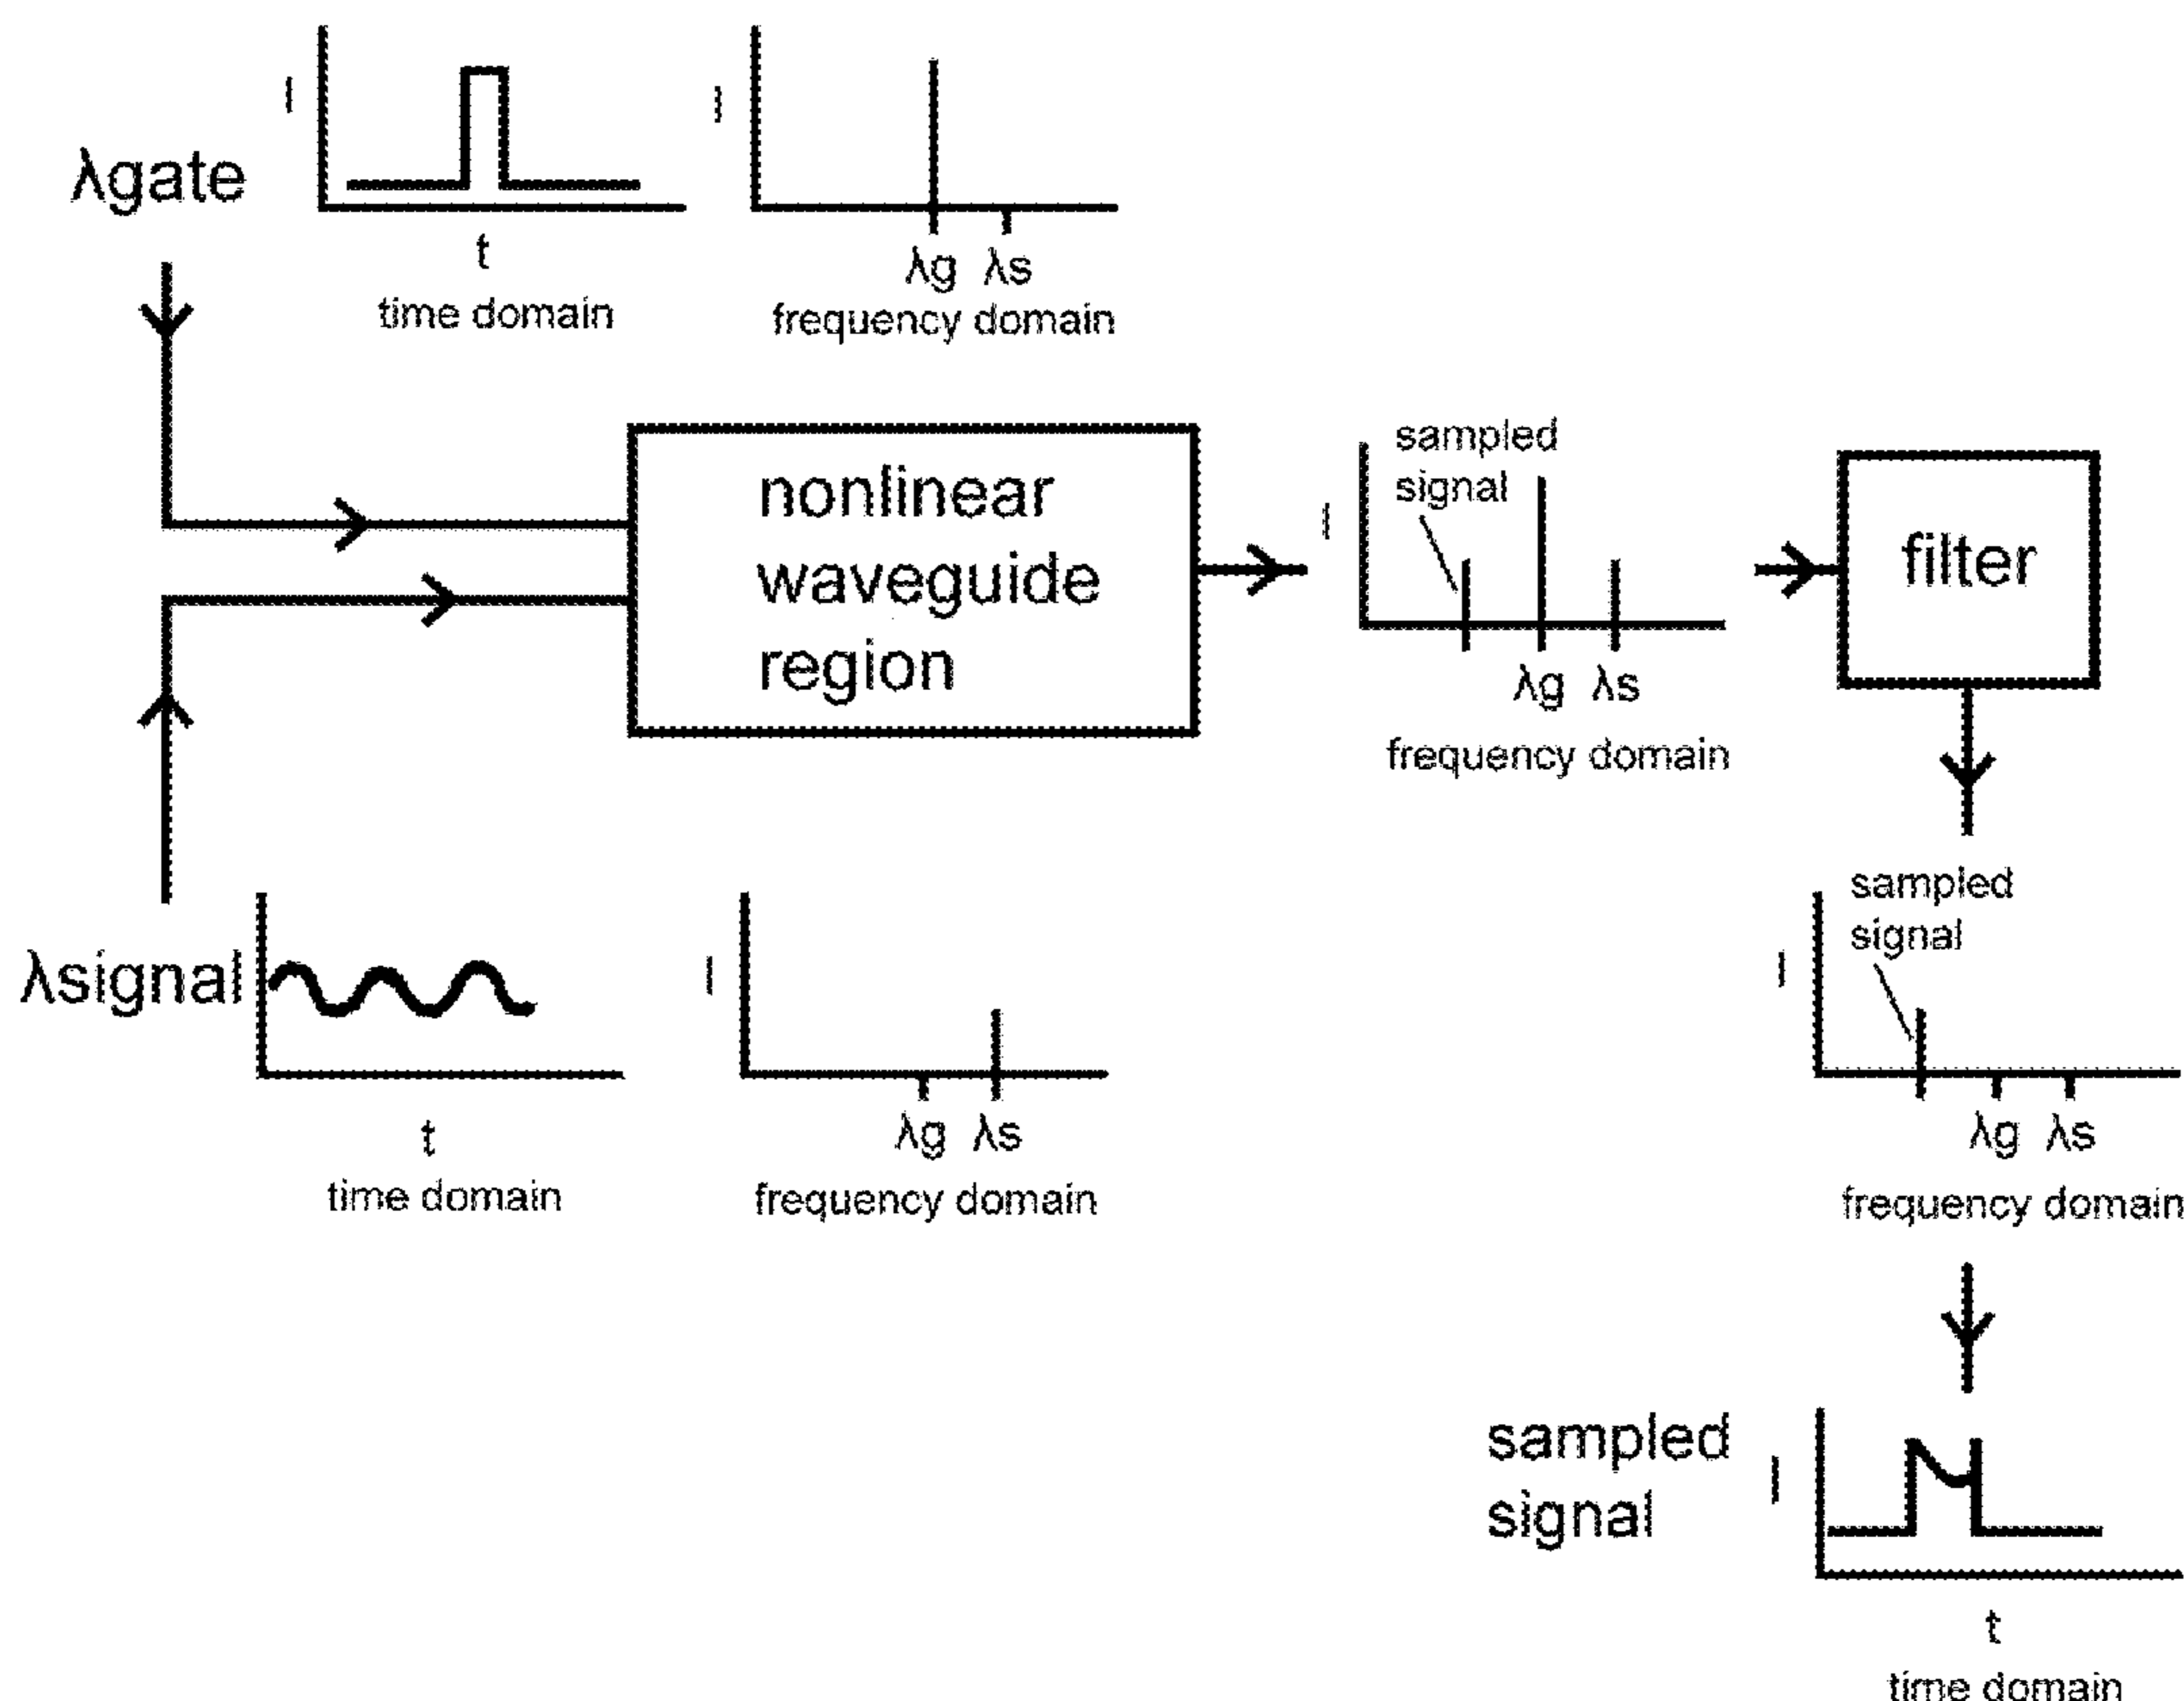 I
I
λgate
t
λg λs
time domain
frequency domain
nonlinear
waveguide
region
sampled
signal
I
λg λs
frequency domain
filter
λsignal
I
t
λg λs
time domain
frequency domain
sampled
signal
I
λg λs
frequency domain
sampled
signal
I
t
time domain